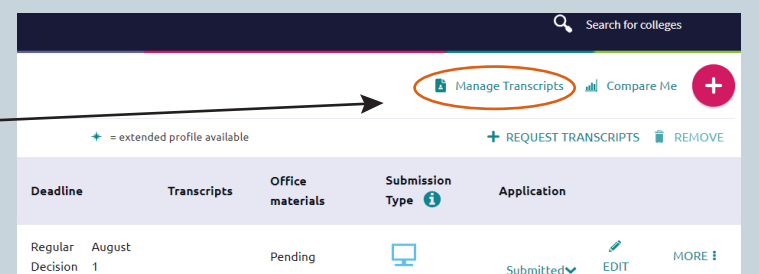 Search for colleges
Manage Transcripts Compare Me +
= extended profile available + REQUEST TRANSCRIPTS REMOVE
Deadline Transcripts Office materials Submission Type i Application
Regular Decision August 1 Pending Submitted EDIT MORE